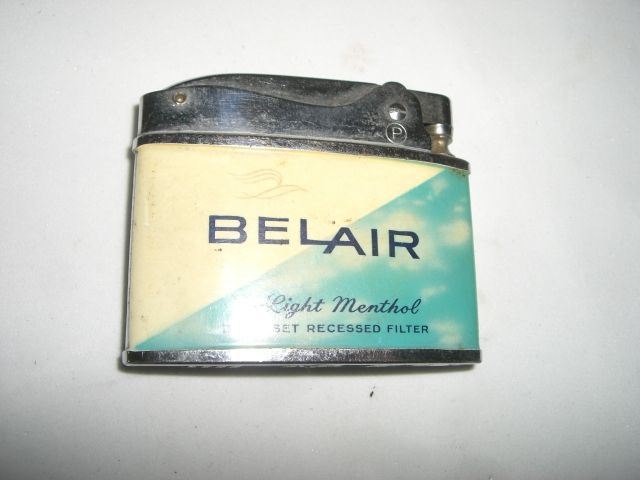 P
BELAIR
Light Menthol
SET RECESSED FILTER